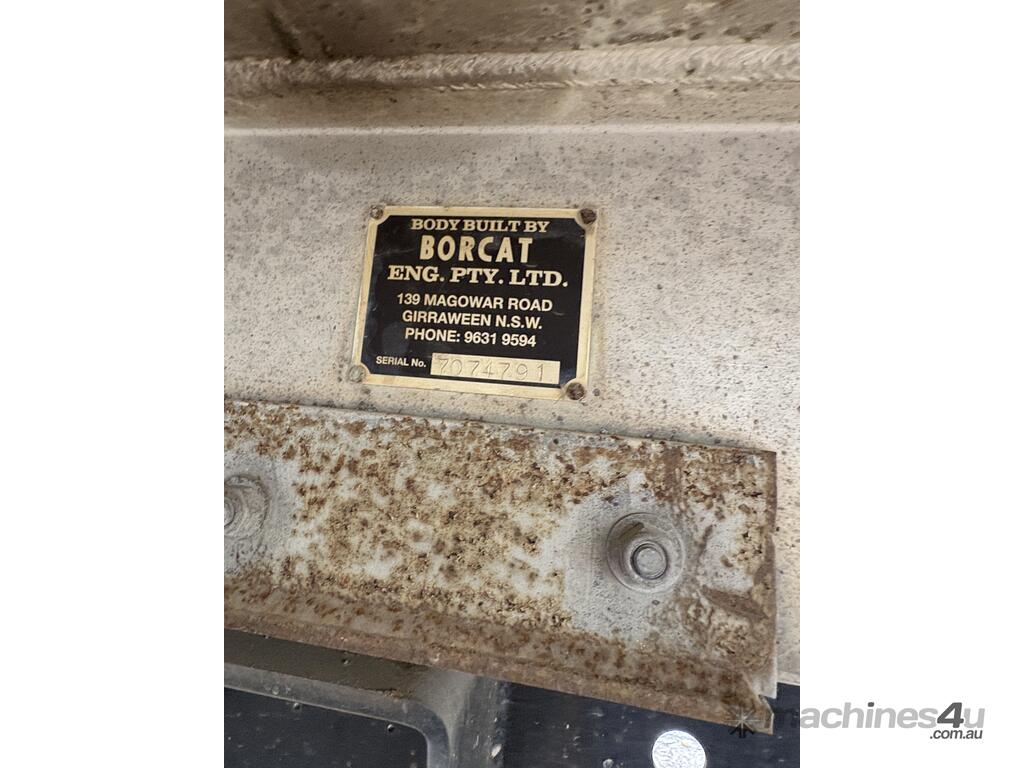 BODY BUILT BY
BORCAT
ENG. PTY. LTD.
139 MAGOWAR ROAD
GIRRAWEEN N.S.W.
PHONE: 9631 9594
SERIAL No. 7074791
machines4u
.com.au